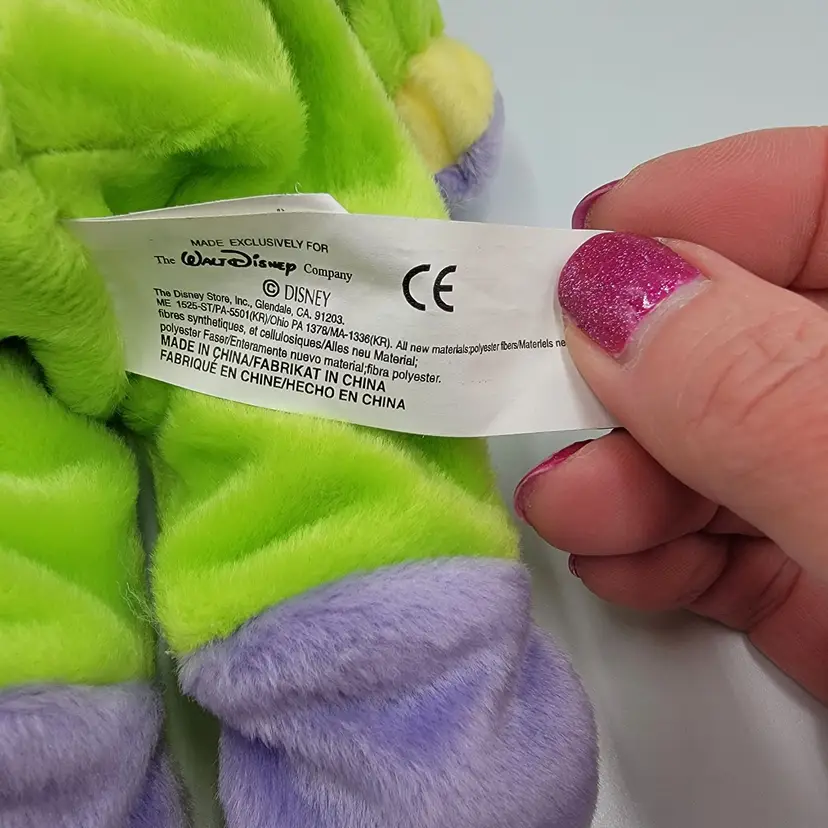 MADE EXCLUSIVELY FOR
The WALT DISNEP Company
© DISNEY
CE
The Disney Store, Inc., Glendale, CA. 91203.
ME 1525-ST/PA-5501(KR)/Ohio PA 1378/MA-1336(KR). All new materials:polyester fibers/Materiels ne
fibres synthetiques, et cellulosiques/Alles neu Material;
polyester Faser/Enteramente nuevo material;fibra polyester.
MADE IN CHINA/FABRIKAT IN CHINA
FABRIQUÉ EN CHINE/HECHO EN CHINA